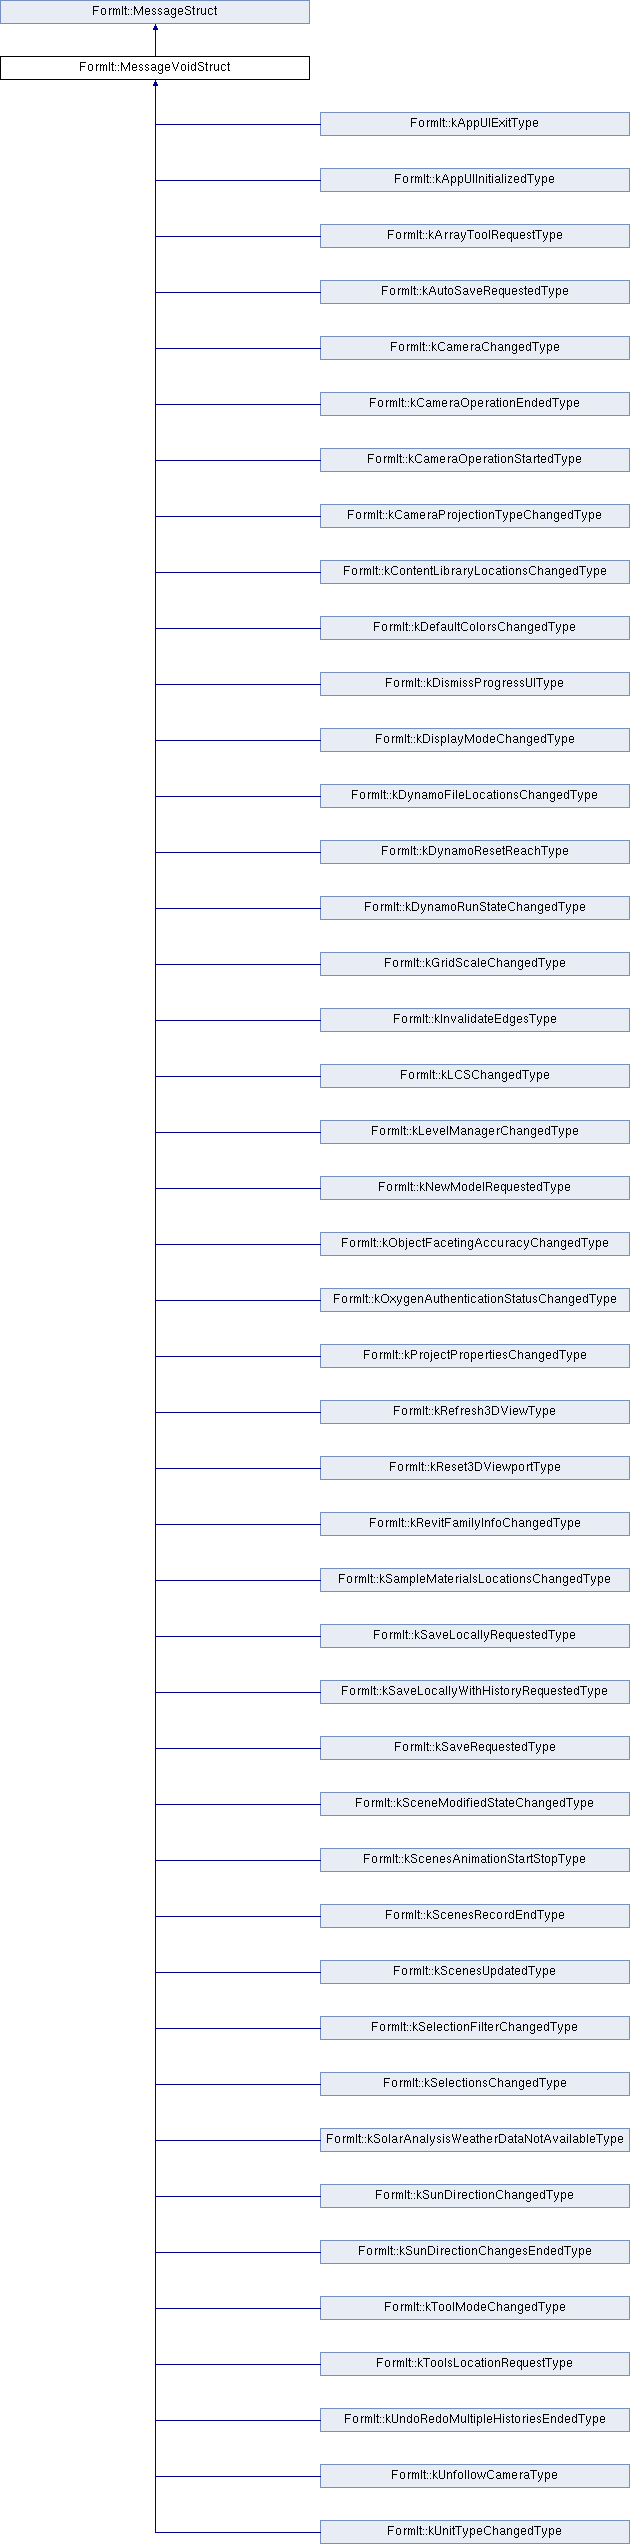 FormIt::MessageStruct
FormIt::MessageVoidStruct
FormIt::kAppUIExitType
FormIt::kAppUIInitializedType
FormIt::kArrayToolRequestType
FormIt::kAutoSaveRequestedType
FormIt::kCameraChangedType
FormIt::kCameraOperationEndedType
FormIt::kCameraOperationStartedType
FormIt::kCameraProjectionTypeChangedType
FormIt::kContentLibraryLocationsChangedType
FormIt::kDefaultColorsChangedType
FormIt::kDismissProgressUIType
FormIt::kDisplayModeChangedType
FormIt::kDynamoFileLocationsChangedType
FormIt::kDynamoResetReachType
FormIt::kDynamoRunStateChangedType
FormIt::kGridScaleChangedType
FormIt::kInvalidateEdgesType
FormIt::kLCSChangedType
FormIt::kLevelManagerChangedType
FormIt::kNewModelRequestedType
FormIt::kObjectFacetingAccuracyChangedType
FormIt::kOxygenAuthenticationStatusChangedType
FormIt::kProjectPropertiesChangedType
FormIt::kRefresh3DViewType
FormIt::kReset3DViewportType
FormIt::kRevitFamilyInfoChangedType
FormIt::kSampleMaterialsLocationsChangedType
FormIt::kSaveLocallyRequestedType
FormIt::kSaveLocallyWithHistoryRequestedType
FormIt::kSaveRequestedType
FormIt::kSceneModifiedStateChangedType
FormIt::kScenesAnimationStartStopType
FormIt::kScenesRecordEndType
FormIt::kScenesUpdatedType
FormIt::kSelectionFilterChangedType
FormIt::kSelectionsChangedType
FormIt::kSolarAnalysisWeatherDataNotAvailableType
FormIt::kSunDirectionChangedType
FormIt::kSunDirectionChangesEndedType
FormIt::kToolModeChangedType
FormIt::kToolsLocationRequestType
FormIt::kUndoRedoMultipleHistoriesEndedType
FormIt::kUnfollowCameraType
FormIt::kUnitTypeChangedType